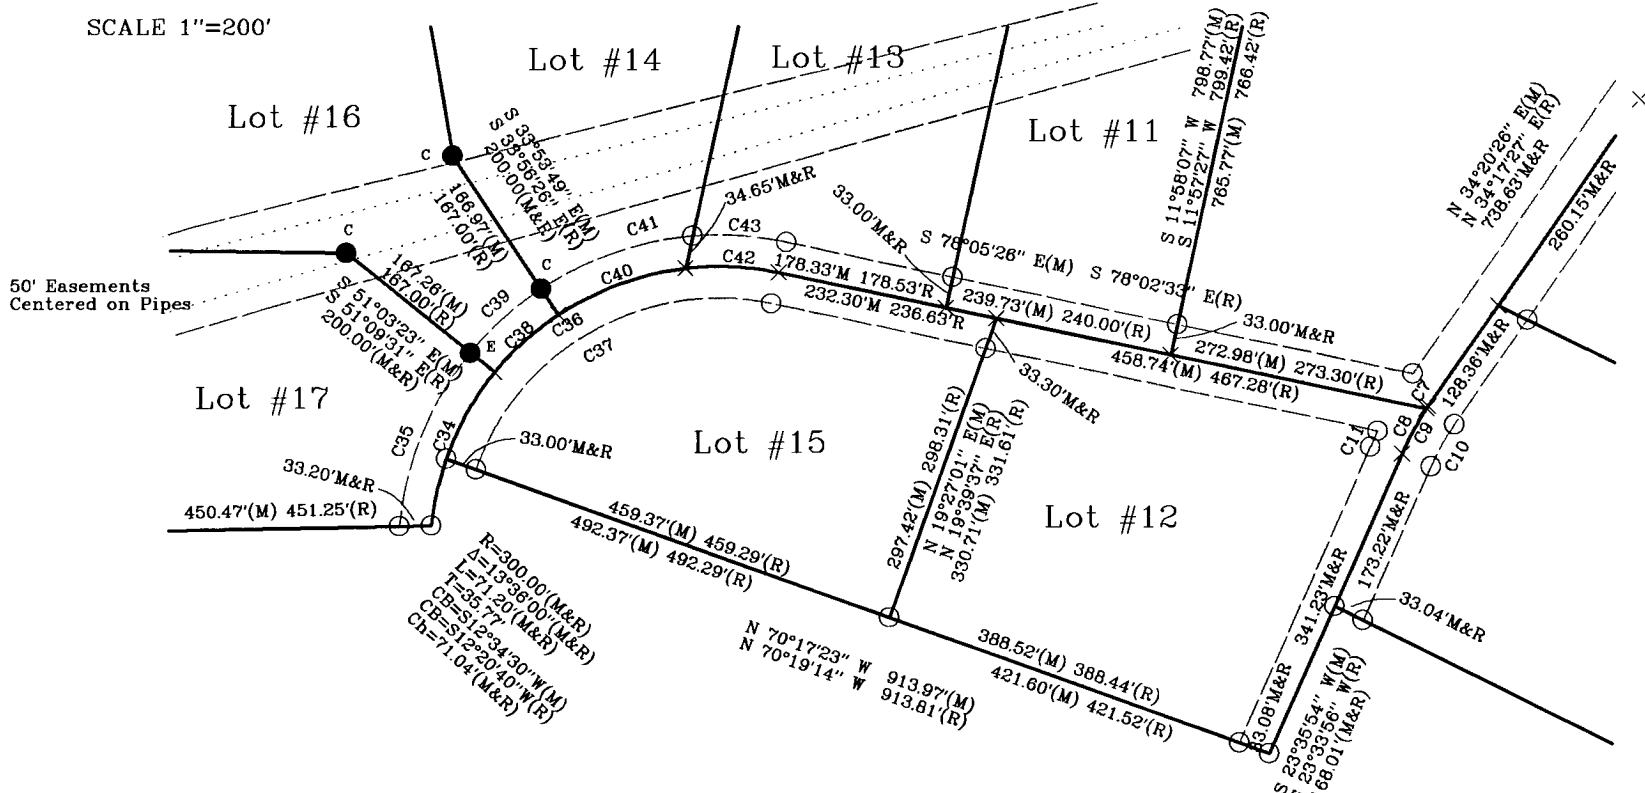 SCALE 1"=200'
Lot #14
Lot #13
Lot #16
Lot #11
Lot #17
Lot #15
Lot #12
50' Easements
Centered on Pipes
C
C
C
E
S 33°53'49" E(M)
S 33°56'26" E(R)
200.00'(M&R)
166.97'(M)
167.00'(R)
167.26'(M)
167.00'(R)
S 51°03'23" E(M)
S 51°09'31" E(R)
200.00'(M&R)
C41
C43
C40
C42
C39
C38
C36
C37
C35
C34
34.65'M&R
33.00'M&R
178.33'M 178.53'R
232.30'M 236.63'R
S 78°05'26" E(M) S 78°02'33" E(R)
239.73'(M) 240.00'(R)
33.00'M&R
272.98'(M) 273.30'(R)
458.74'(M) 467.28'(R)
S 11°58'07" W 798.77'(M)
S 11°57'27" W 799.42'(R)
765.77'(M) 766.42'(R)
N 34°20'26" E(M)
N 34°17'27" E(R)
738.63'M&R
260.15'M&R
128.36'M&R
C7
C8
C9
C10
C11
33.30'M&R
297.42'(M) 298.31'(R)
N 19°27'01" E(M)
N 19°39'37" E(R)
330.71'(M) 331.61'(R)
33.00'M&R
33.20'M&R
450.47'(M) 451.25'(R)
459.37'(M) 459.29'(R)
492.37'(M) 492.29'(R)
R=300.00'(M&R)
Δ=13°36'00"(M&R)
L=71.20'(M&R)
T=35.77'
CB=S12°34'30"W(M)
CB=S12°20'40"W(R)
Ch=71.04'(M&R)
N 70°17'23" W 913.97'(M)
N 70°19'14" W 913.81'(R)
388.52'(M) 388.44'(R)
421.60'(M) 421.52'(R)
341.23'M&R
173.22'M&R
33.04'M&R
33.08'M&R
23°35'54" W(M)
23°33'56" W(R)
68.01'(M&R)